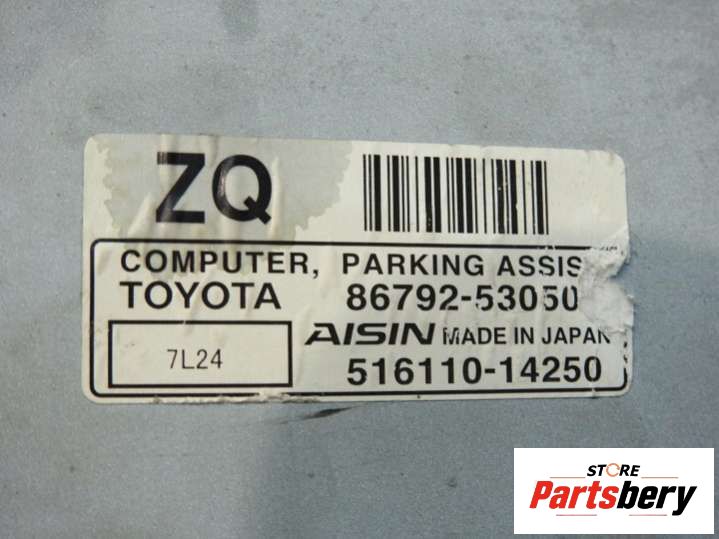 ZQ
COMPUTER, PARKING ASSIS
TOYOTA 86792-53050
7L24
AISIN MADE IN JAPAN
516110-14250
STORE
Partsbery